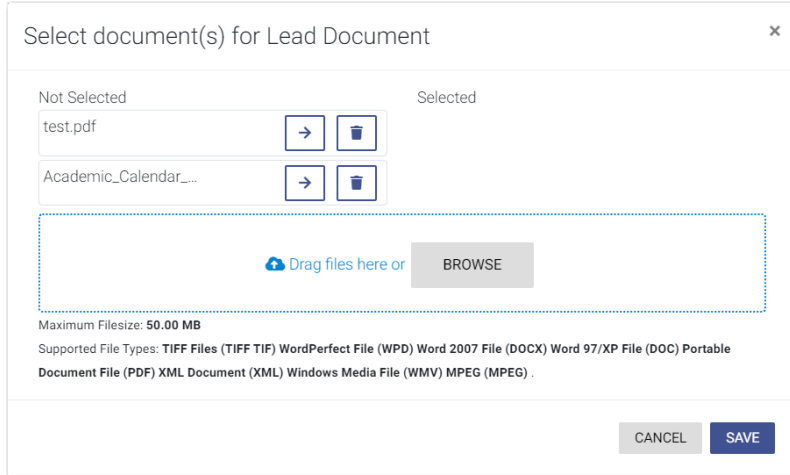 Select document(s) for Lead Document
×
Not Selected
Selected
test.pdf
Academic_Calendar_...
Drag files here or
BROWSE
Maximum Filesize: 50.00 MB
Supported File Types: TIFF Files (TIFF TIF) WordPerfect File (WPD) Word 2007 File (DOCX) Word 97/XP File (DOC) Portable
Document File (PDF) XML Document (XML) Windows Media File (WMV) MPEG (MPEG) .
CANCEL
SAVE